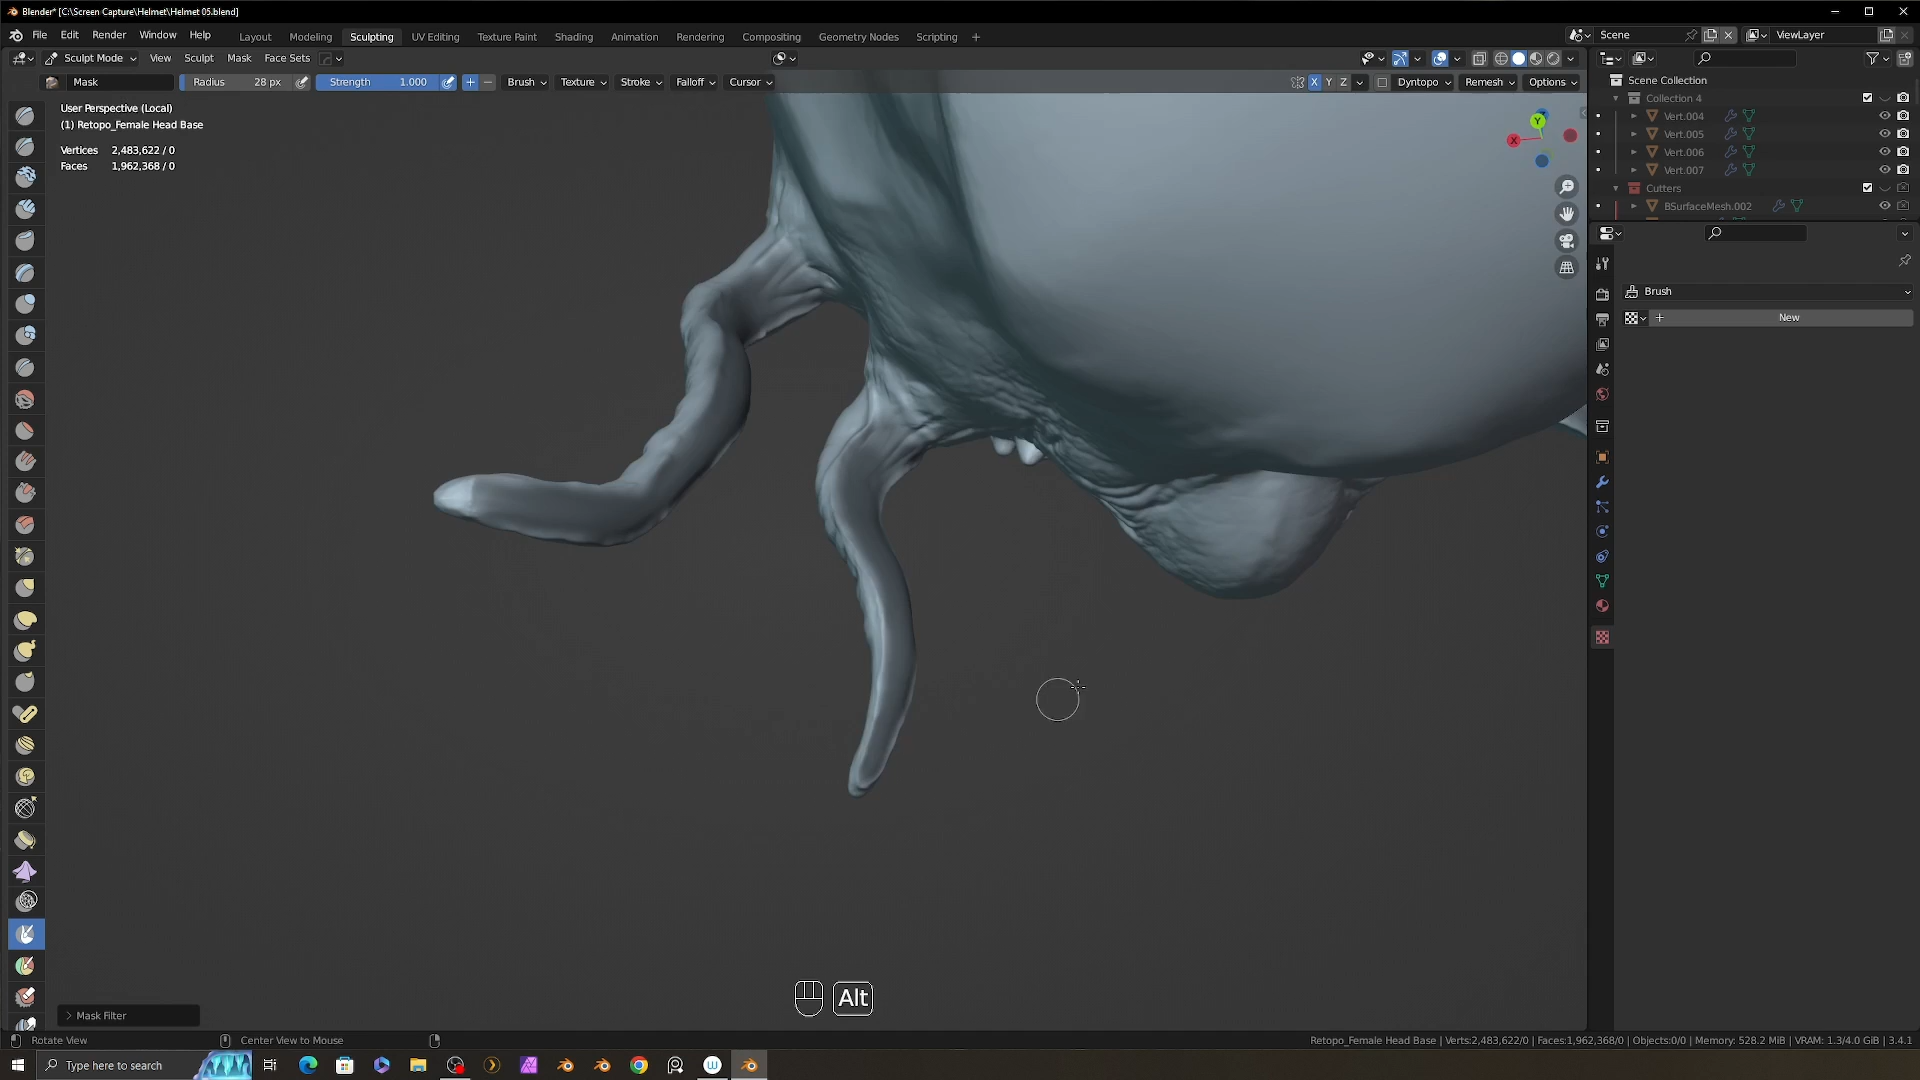 Blender* [C:\Screen Capture\Helmet\Helmet 05.blend]
File Edit Render Window Help
Layout Modeling Sculpting UV Editing Texture Paint Shading Animation Rendering Compositing Geometry Nodes Scripting +
Scene
ViewLayer
Sculpt Mode View Sculpt Mask Face Sets
Mask Radius 28 px Strength 1.000 + − Brush Texture Stroke Falloff Cursor
X Y Z Dyntopo Remesh Options
User Perspective (Local)
(1) Retopo_Female Head Base
Vertices 2,483,622 / 0
Faces 1,962,368 / 0
Y
X
Scene Collection
Collection 4
Vert.004
Vert.005
Vert.006
Vert.007
Cutters
BSurfaceMesh.002
Brush
+ New
Alt
Mask Filter
Rotate View
Center View to Mouse
Retopo_Female Head Base | Verts:2,483,622/0 | Faces:1,962,368/0 | Objects:0/0 | Memory: 528.2 MiB | VRAM: 1.3/4.0 GiB | 3.4.1
Type here to search